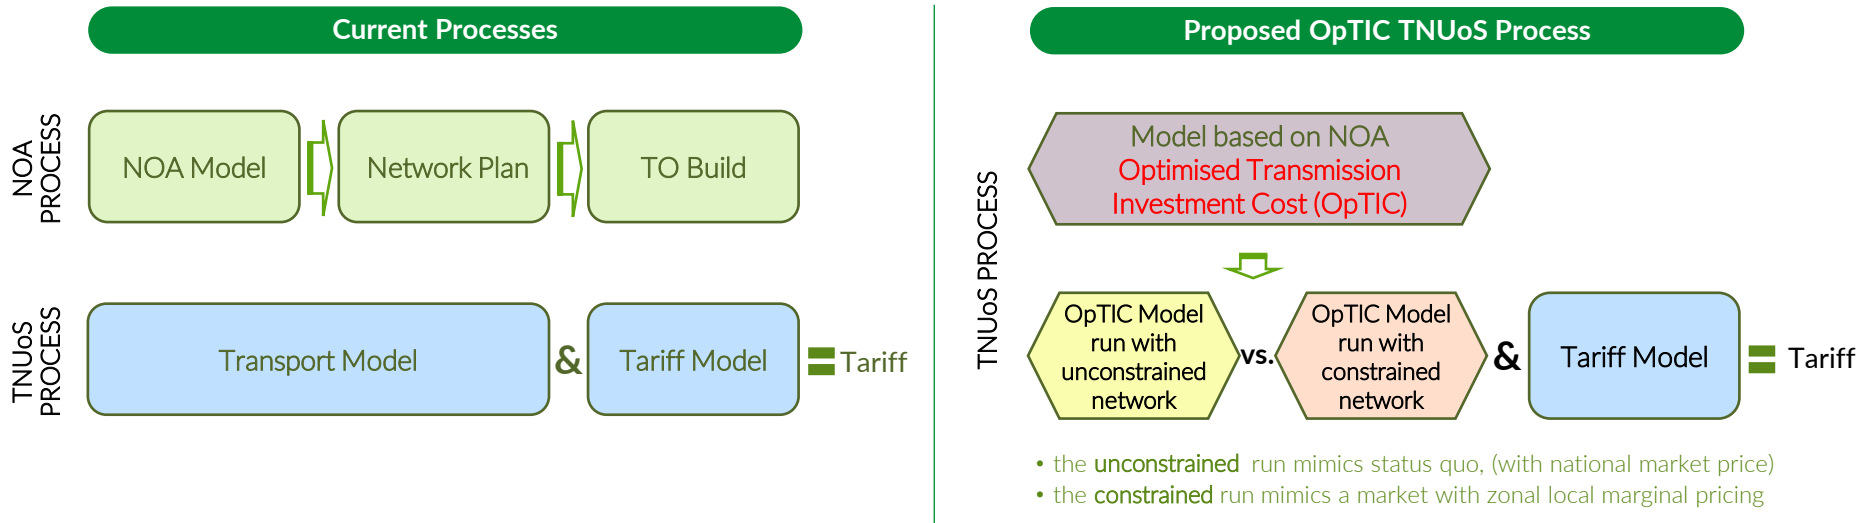 Current Processes
NOA
PROCESS
NOA Model
Network Plan
TO Build
TNUoS
PROCESS
Transport Model
&
Tariff Model
=
Tariff
Proposed OpTIC TNUoS Process
TNUoS PROCESS
Model based on NOA
Optimised Transmission
Investment Cost (OpTIC)
OpTIC Model
run with
unconstrained
network
vs.
OpTIC Model
run with
constrained
network
&
Tariff Model
=
Tariff
• the unconstrained run mimics status quo, (with national market price)
• the constrained run mimics a market with zonal local marginal pricing